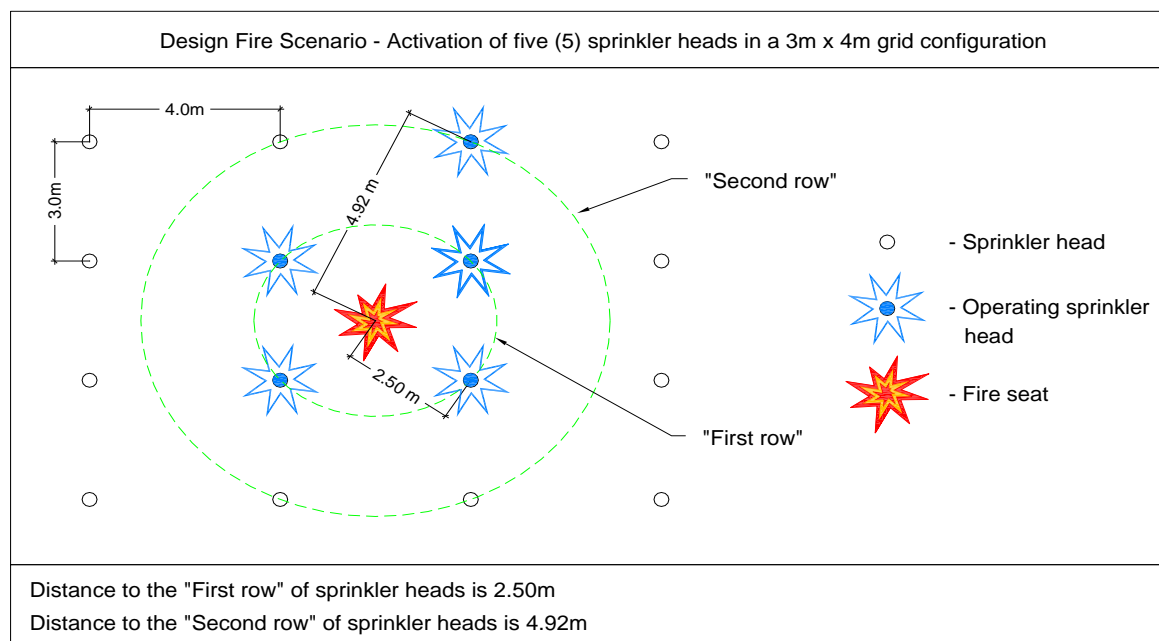 Design Fire Scenario - Activation of five (5) sprinkler heads in a 3m x 4m grid configuration
4.0m
3.0m
4.92 m
2.50 m
"Second row"
"First row"
- Sprinkler head
- Operating sprinkler
head
- Fire seat
Distance to the "First row" of sprinkler heads is 2.50m
Distance to the "Second row" of sprinkler heads is 4.92m